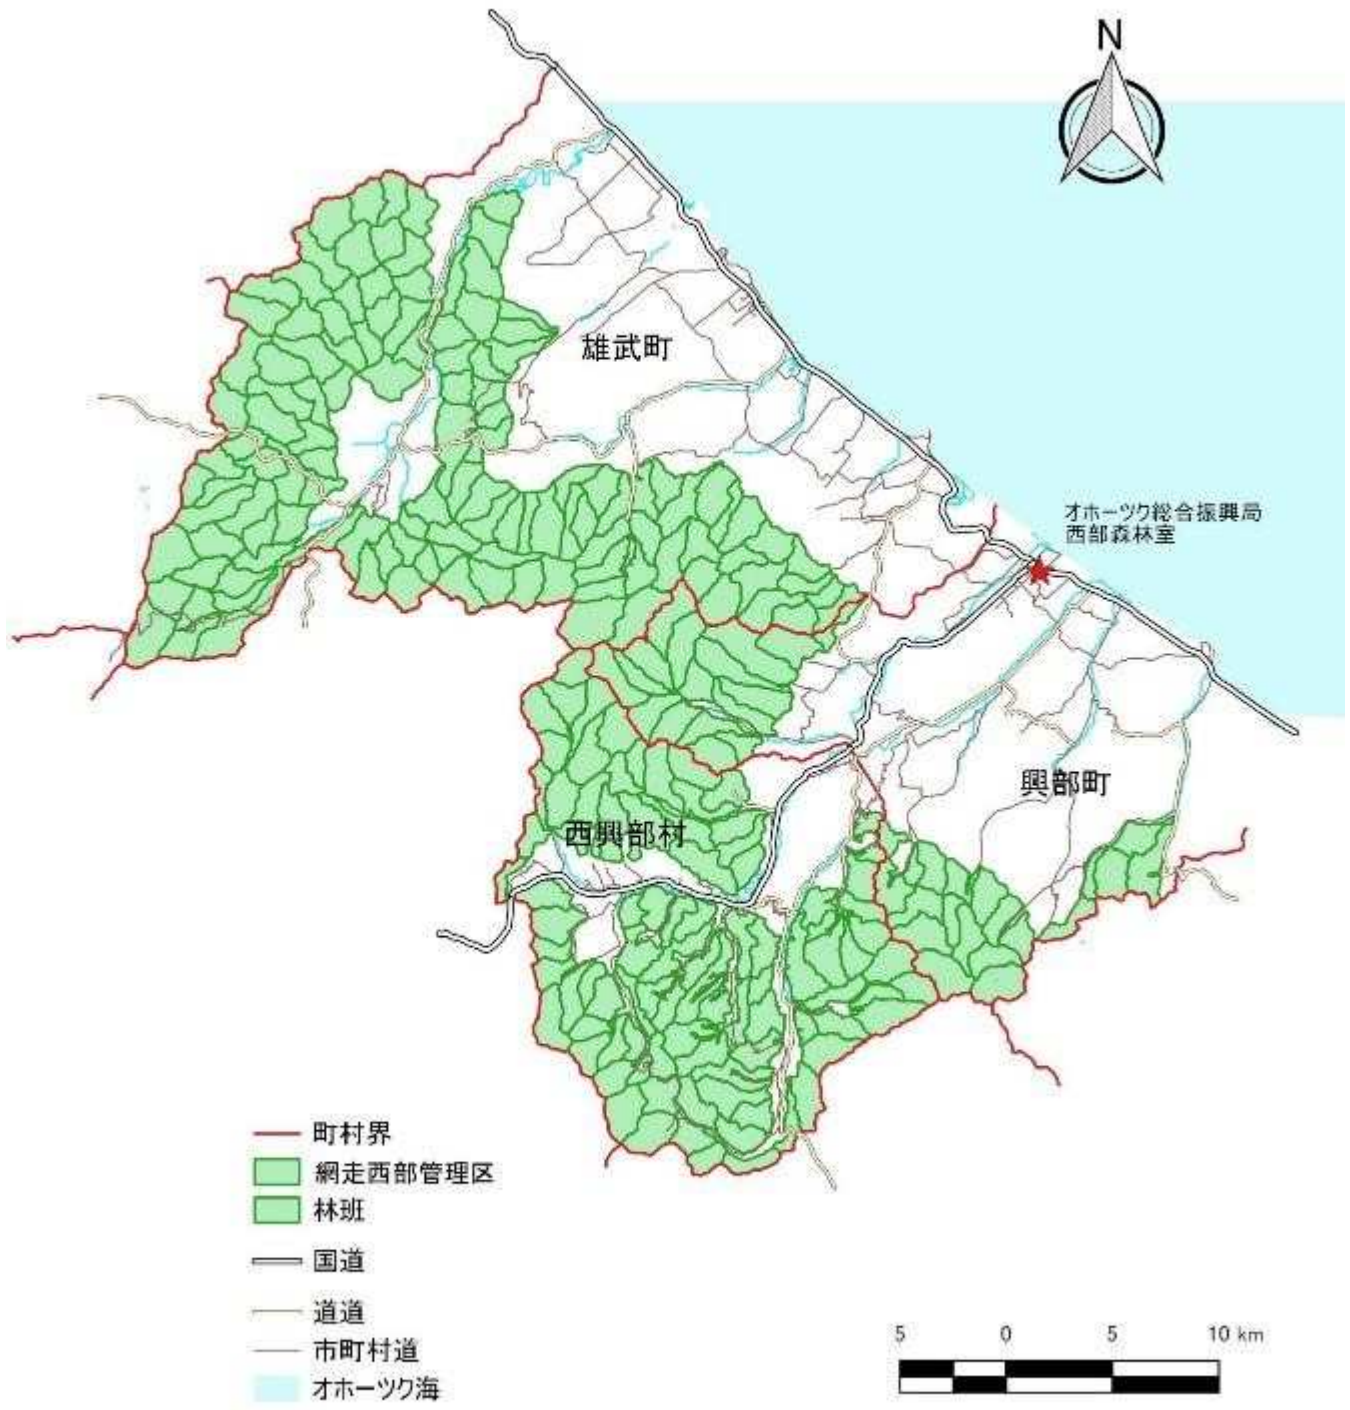 N
雄武町
オホーツク総合振興局
西部森林室
興部町
西興部村
町村界
網走西部管理区
林班
国道
道道
市町村道
オホーツク海
5 0 5 10 km